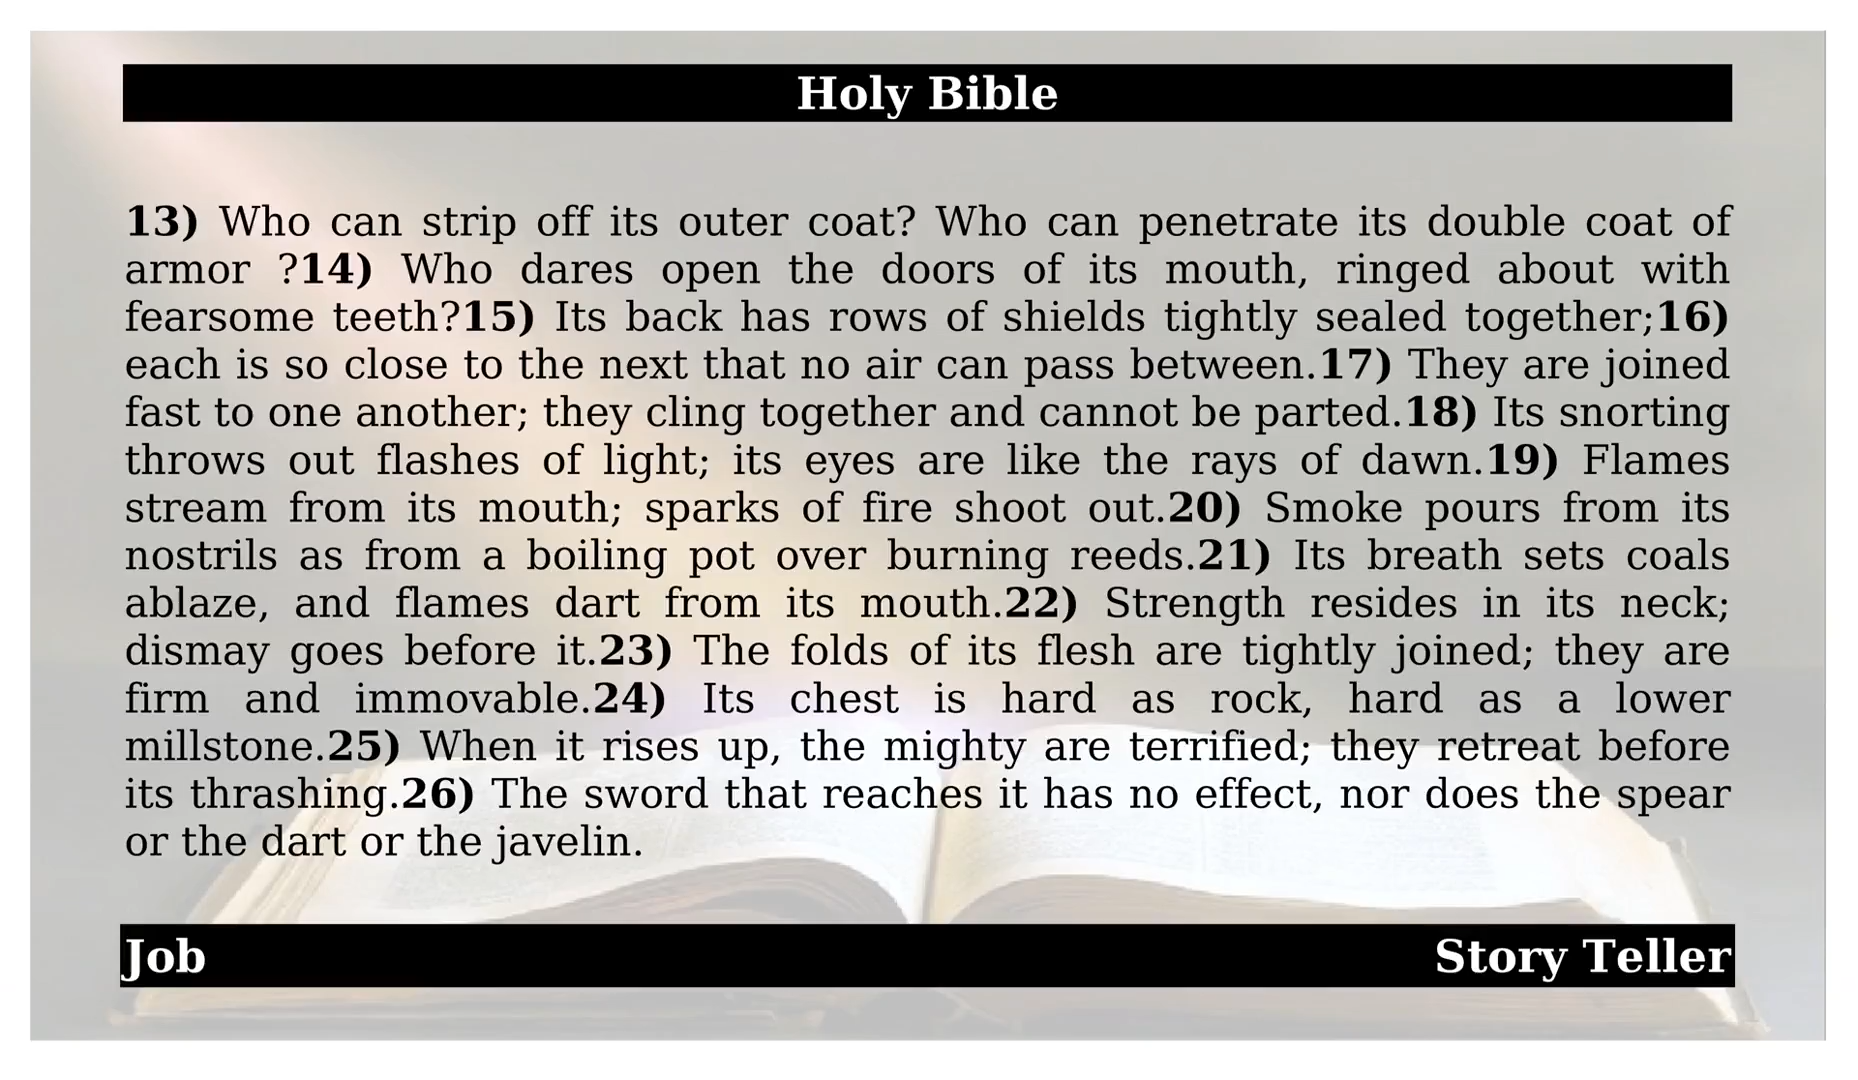 Holy Bible
13) Who can strip off its outer coat? Who can penetrate its double coat of
armor ?14) Who dares open the doors of its mouth, ringed about with
fearsome teeth?15) Its back has rows of shields tightly sealed together;16)
each is so close to the next that no air can pass between.17) They are joined
fast to one another; they cling together and cannot be parted.18) Its snorting
throws out flashes of light; its eyes are like the rays of dawn.19) Flames
stream from its mouth; sparks of fire shoot out.20) Smoke pours from its
nostrils as from a boiling pot over burning reeds.21) Its breath sets coals
ablaze, and flames dart from its mouth.22) Strength resides in its neck;
dismay goes before it.23) The folds of its flesh are tightly joined; they are
firm and immovable.24) Its chest is hard as rock, hard as a lower
millstone.25) When it rises up, the mighty are terrified; they retreat before
its thrashing.26) The sword that reaches it has no effect, nor does the spear
or the dart or the javelin.
Job
Story Teller